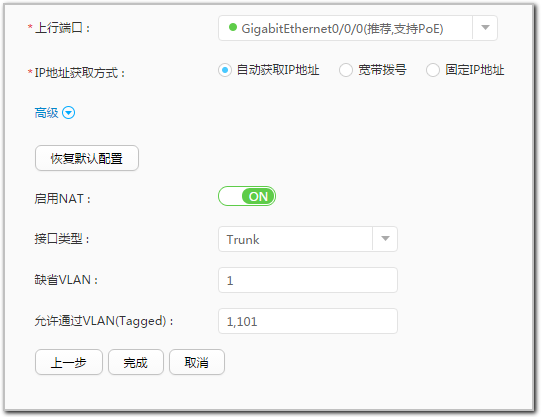 *上行端口：
GigabitEthernet0/0/0(推荐,支持PoE)
*IP地址获取方式：
自动获取IP地址 宽带拨号 固定IP地址
高级
恢复默认配置
启用NAT：
ON
接口类型：
Trunk
缺省VLAN：
1
允许通过VLAN(Tagged)：
1,101
上一步 完成 取消